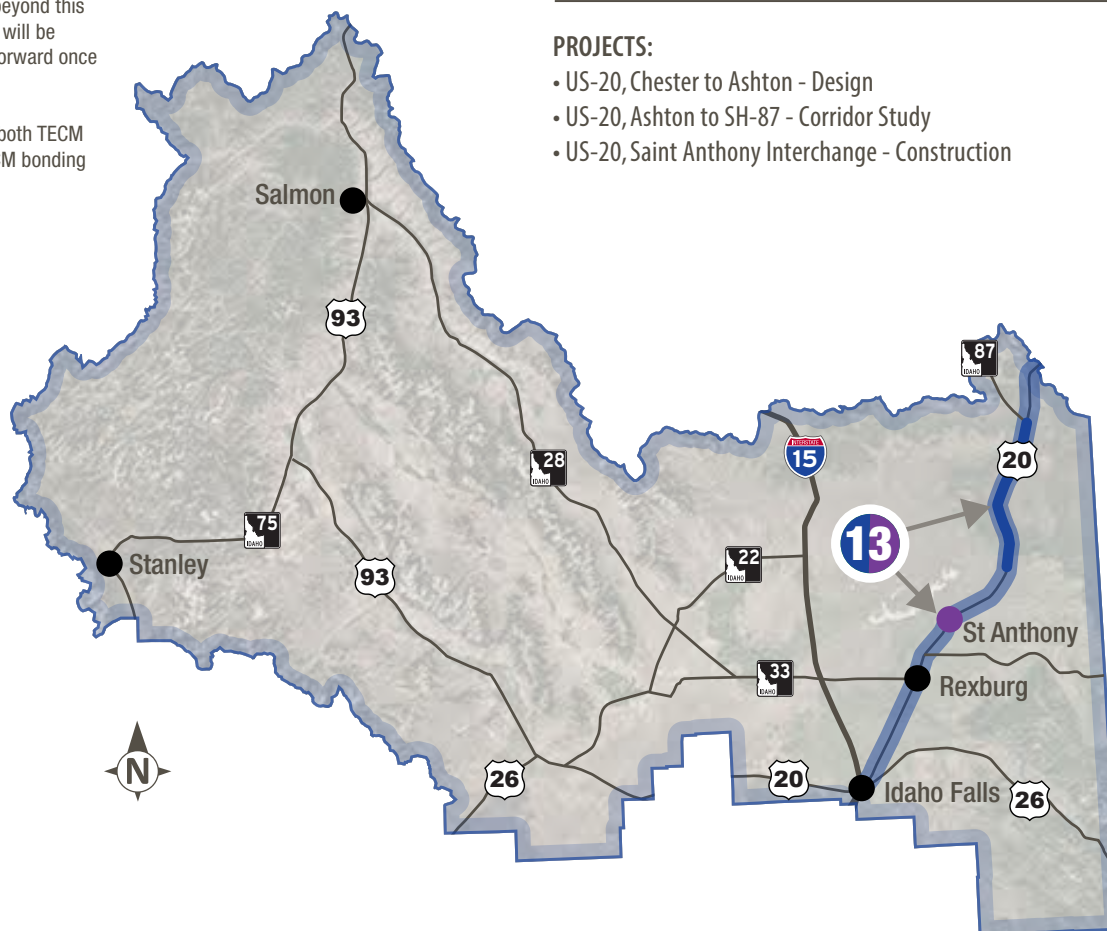 beyond this
will be
forward once
both TECM
PROJECTS:
• US-20, Chester to Ashton - Design
• US-20, Ashton to SH-87 - Corridor Study
• US-20, Saint Anthony Interchange - Construction
bonding
Salmon
93
87
IDAHO
INTERSTATE
15
20
28
IDAHO
75
IDAHO
13
Stanley
93
22
IDAHO
St Anthony
33
IDAHO
Rexburg
N
26
20
Idaho Falls
26